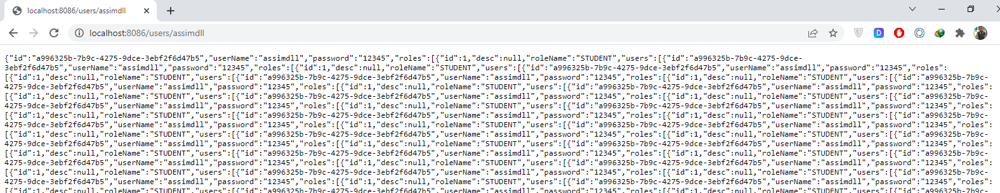 localhost:8086/users/assimdll
localhost:8086/users/assimdll
{"id":"a996325b-7b9c-4275-9dce-3ebf2f6d47b5","userName":"assimdll","password":"12345","roles":[{"id":1,"desc":null,"roleName":"STUDENT","users":[{"id":"a996325b-7b9c-4275-9dce-
3ebf2f6d47b5","userName":"assimdll","password":"12345","roles":[{"id":1,"desc":null,"roleName":"STUDENT","users":[{"id":"a996325b-7b9c-4275-9dce-3ebf2f6d47b5","userName":"assimdll","password":"12345","roles":
[{"id":1,"desc":null,"roleName":"STUDENT","users":[{"id":"a996325b-7b9c-4275-9dce-3ebf2f6d47b5","userName":"assimdll","password":"12345","roles":[{"id":1,"desc":null,"roleName":"STUDENT","users":[{"id":"a996325b-7b9c-
4275-9dce-3ebf2f6d47b5","userName":"assimdll","password":"12345","roles":[{"id":1,"desc":null,"roleName":"STUDENT","users":[{"id":"a996325b-7b9c-4275-9dce-3ebf2f6d47b5","userName":"assimdll","password":"12345","roles":
[{"id":1,"desc":null,"roleName":"STUDENT","users":[{"id":"a996325b-7b9c-4275-9dce-3ebf2f6d47b5","userName":"assimdll","password":"12345","roles":[{"id":1,"desc":null,"roleName":"STUDENT","users":[{"id":"a996325b-7b9c-
4275-9dce-3ebf2f6d47b5","userName":"assimdll","password":"12345","roles":[{"id":1,"desc":null,"roleName":"STUDENT","users":[{"id":"a996325b-7b9c-4275-9dce-3ebf2f6d47b5","userName":"assimdll","password":"12345","roles":
[{"id":1,"desc":null,"roleName":"STUDENT","users":[{"id":"a996325b-7b9c-4275-9dce-3ebf2f6d47b5","userName":"assimdll","password":"12345","roles":[{"id":1,"desc":null,"roleName":"STUDENT","users":[{"id":"a996325b-7b9c-
4275-9dce-3ebf2f6d47b5","userName":"assimdll","password":"12345","roles":[{"id":1,"desc":null,"roleName":"STUDENT","users":[{"id":"a996325b-7b9c-4275-9dce-3ebf2f6d47b5","userName":"assimdll","password":"12345","roles":
[{"id":1,"desc":null,"roleName":"STUDENT","users":[{"id":"a996325b-7b9c-4275-9dce-3ebf2f6d47b5","userName":"assimdll","password":"12345","roles":[{"id":1,"desc":null,"roleName":"STUDENT","users":[{"id":"a996325b-7b9c-
4275-9dce-3ebf2f6d47b5","userName":"assimdll","password":"12345","roles":[{"id":1,"desc":null,"roleName":"STUDENT","users":[{"id":"a996325b-7b9c-4275-9dce-3ebf2f6d47b5","userName":"assimdll","password":"12345","roles":
[{"id":1,"desc":null,"roleName":"STUDENT","users":[{"id":"a996325b-7b9c-4275-9dce-3ebf2f6d47b5","userName":"assimdll","password":"12345","roles":[{"id":1,"desc":null,"roleName":"STUDENT","users":[{"id":"a996325b-7b9c-
4275-9dce-3ebf2f6d47b5","userName":"assimdll","password":"12345","roles":[{"id":1,"desc":null,"roleName":"STUDENT","users":[{"id":"a996325b-7b9c-4275-9dce-3ebf2f6d47b5","userName":"assimdll","password":"12345","roles":
[{"id":1,"desc":null,"roleName":"STUDENT","users":[{"id":"a996325b-7b9c-4275-9dce-3ebf2f6d47b5","userName":"assimdll","password":"12345","roles":[{"id":1,"desc":null,"roleName":"STUDENT","users":[{"id":"a996325b-7b9c-
4275-9dce-3ebf2f6d47b5","userName":"assimdll","password":"12345","roles":[{"id":1,"desc":null,"roleName":"STUDENT","users":[{"id":"a996325b-7b9c-4275-9dce-3ebf2f6d47b5","userName":"assimdll","password":"12345","roles":
[{"id":1,"desc":null,"roleName":"STUDENT","users":[{"id":"a996325b-7b9c-4275-9dce-3ebf2f6d47b5","userName":"assimdll","password":"12345","roles":[{"id":1,"desc":null,"roleName":"STUDENT","users":[{"id":"a996325b-7b9c-